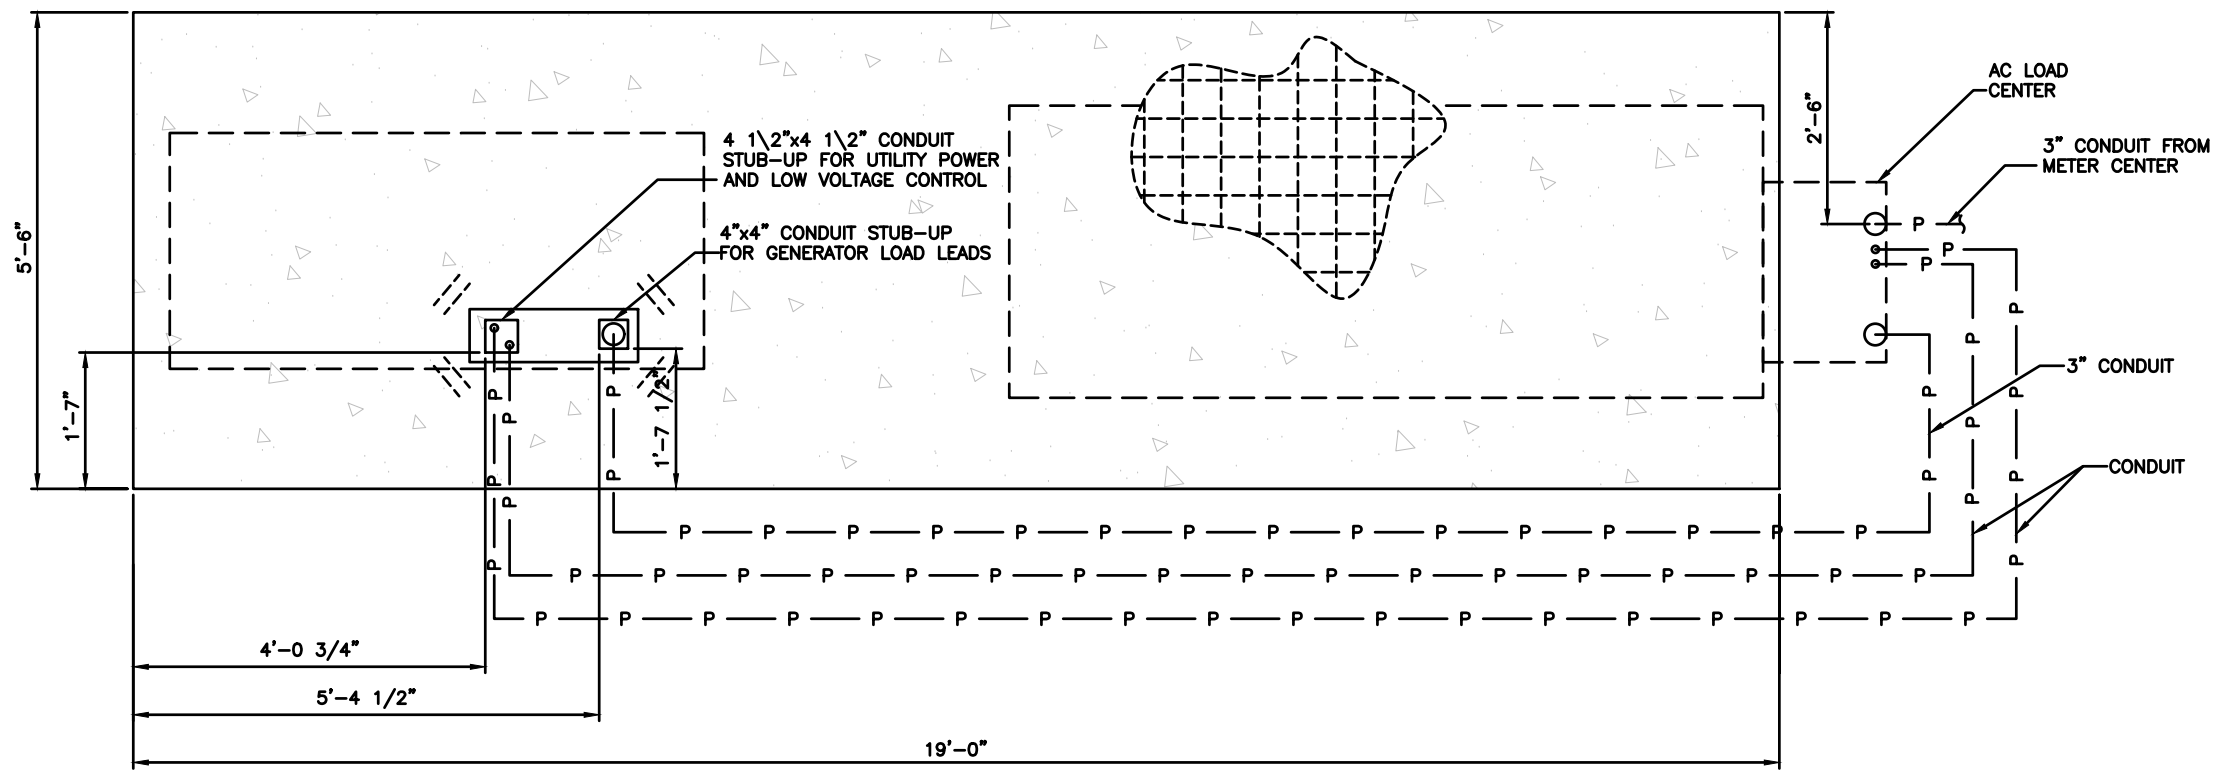 AC LOAD
CENTER
2'-6"
3" CONDUIT FROM
METER CENTER
4 1\2"x4 1\2" CONDUIT
STUB-UP FOR UTILITY POWER
AND LOW VOLTAGE CONTROL
4"x4" CONDUIT STUB-UP
FOR GENERATOR LOAD LEADS
5'-6"
P
P
P
P
P
P
3" CONDUIT
1'-7"
1'-7 1/2"
P
P
P
P
P
P
CONDUIT
P
P
P
P
P
P
P
P P P P P P P P P P P P P P P
P
P
P P P P P P P P P P P P P P P P P
P P P P P P P P P P P P P P P P P P
4'-0 3/4"
5'-4 1/2"
19'-0"